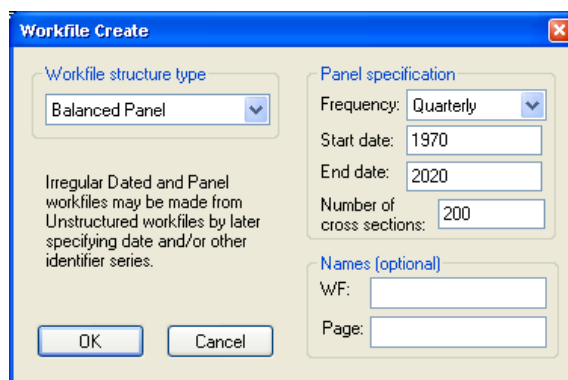 Workfile Create
Workfile structure type
Balanced Panel
Irregular Dated and Panel
workfiles may be made from
Unstructured workfiles by later
specifying date and/or other
identifier series.
OK
Cancel
Panel specification
Frequency: Quarterly
Start date: 1970
End date: 2020
Number of
cross sections: 200
Names (optional)
WF:
Page: